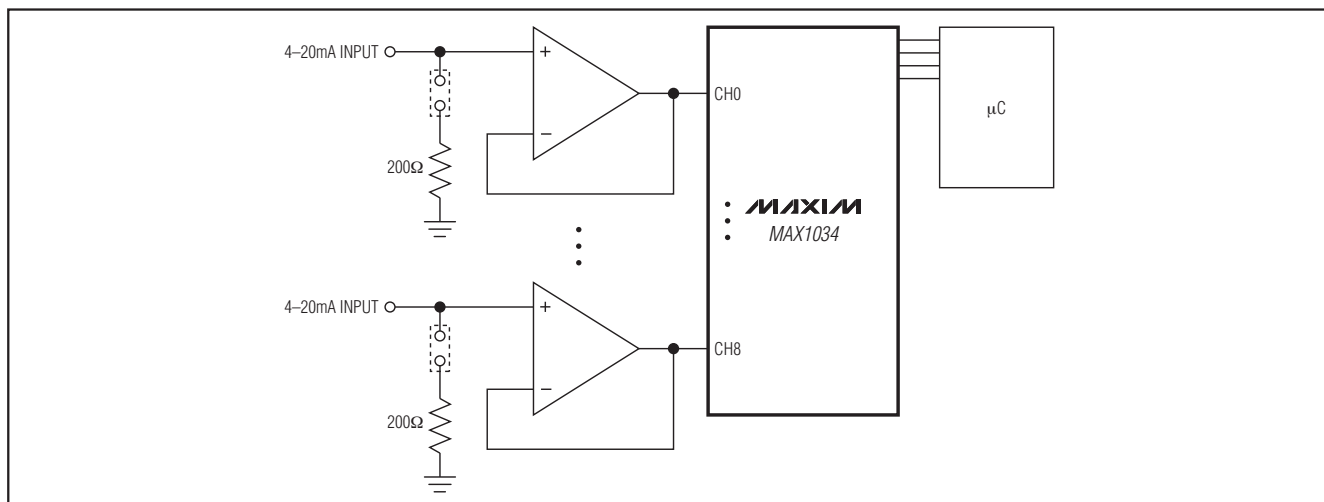 4–20mA INPUT
+
−
200Ω
CH0
µC
MAXIM
MAX1034
4–20mA INPUT
+
−
200Ω
CH8